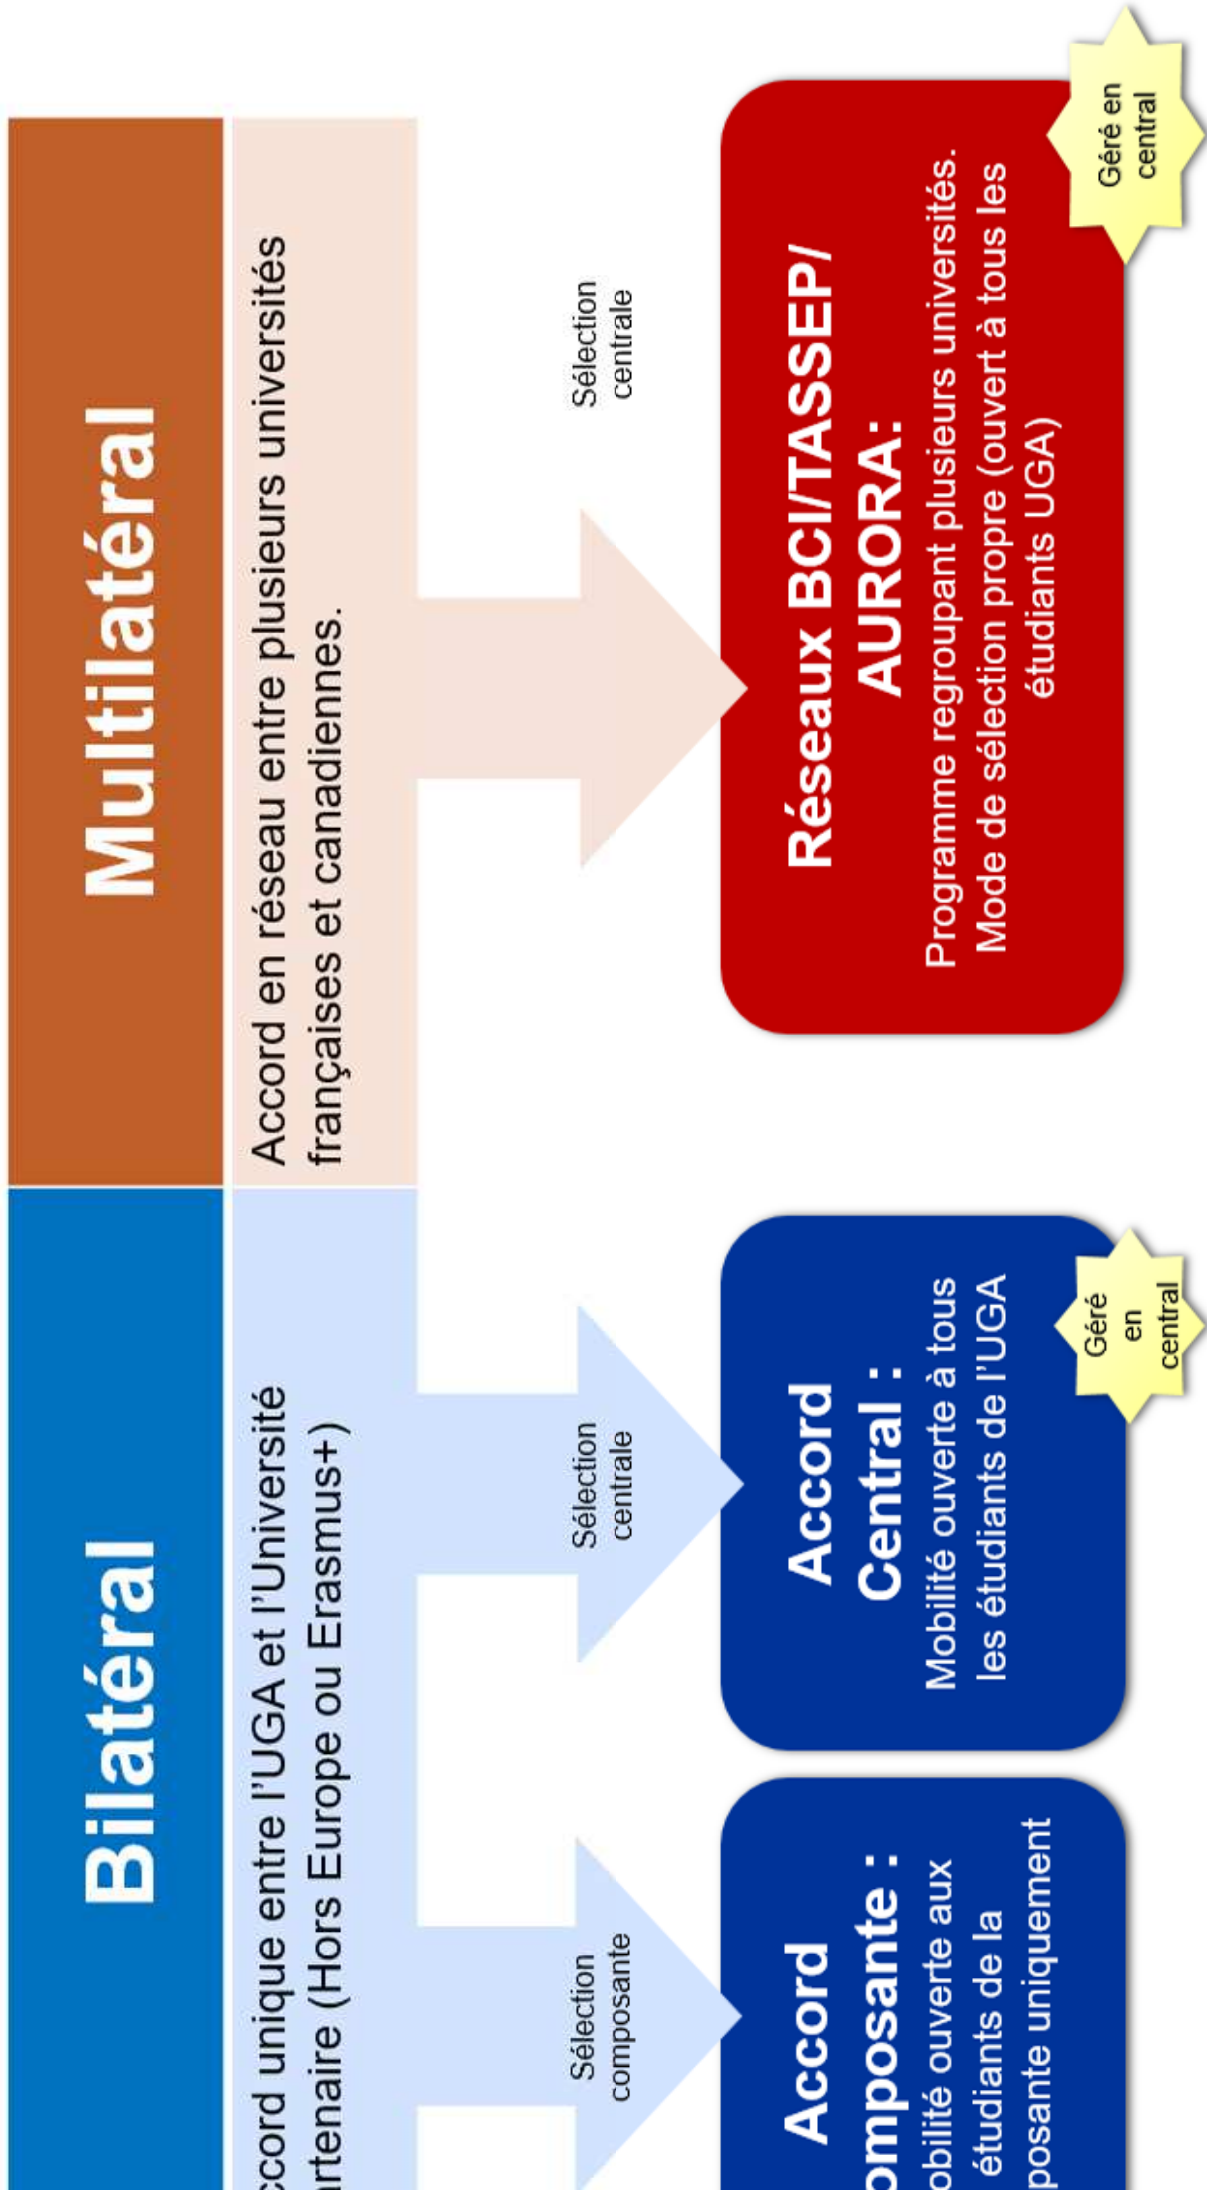 Bilatéral
ccord unique entre l'UGA et l'Université
artenaire (Hors Europe ou Erasmus+)
Sélection
composante
Accord
omposante :
obilité ouverte aux
étudiants de la
posante uniquement
Sélection
centrale
Accord
Central :
Mobilité ouverte à tous
les étudiants de l'UGA
Géré
en
central
Multilatéral
Accord en réseau entre plusieurs universités
françaises et canadiennes.
Sélection
centrale
Réseaux BCI/TASSEP/
AURORA:
Programme regroupant plusieurs universités.
Mode de sélection propre (ouvert à tous les
étudiants UGA)
Géré en
central